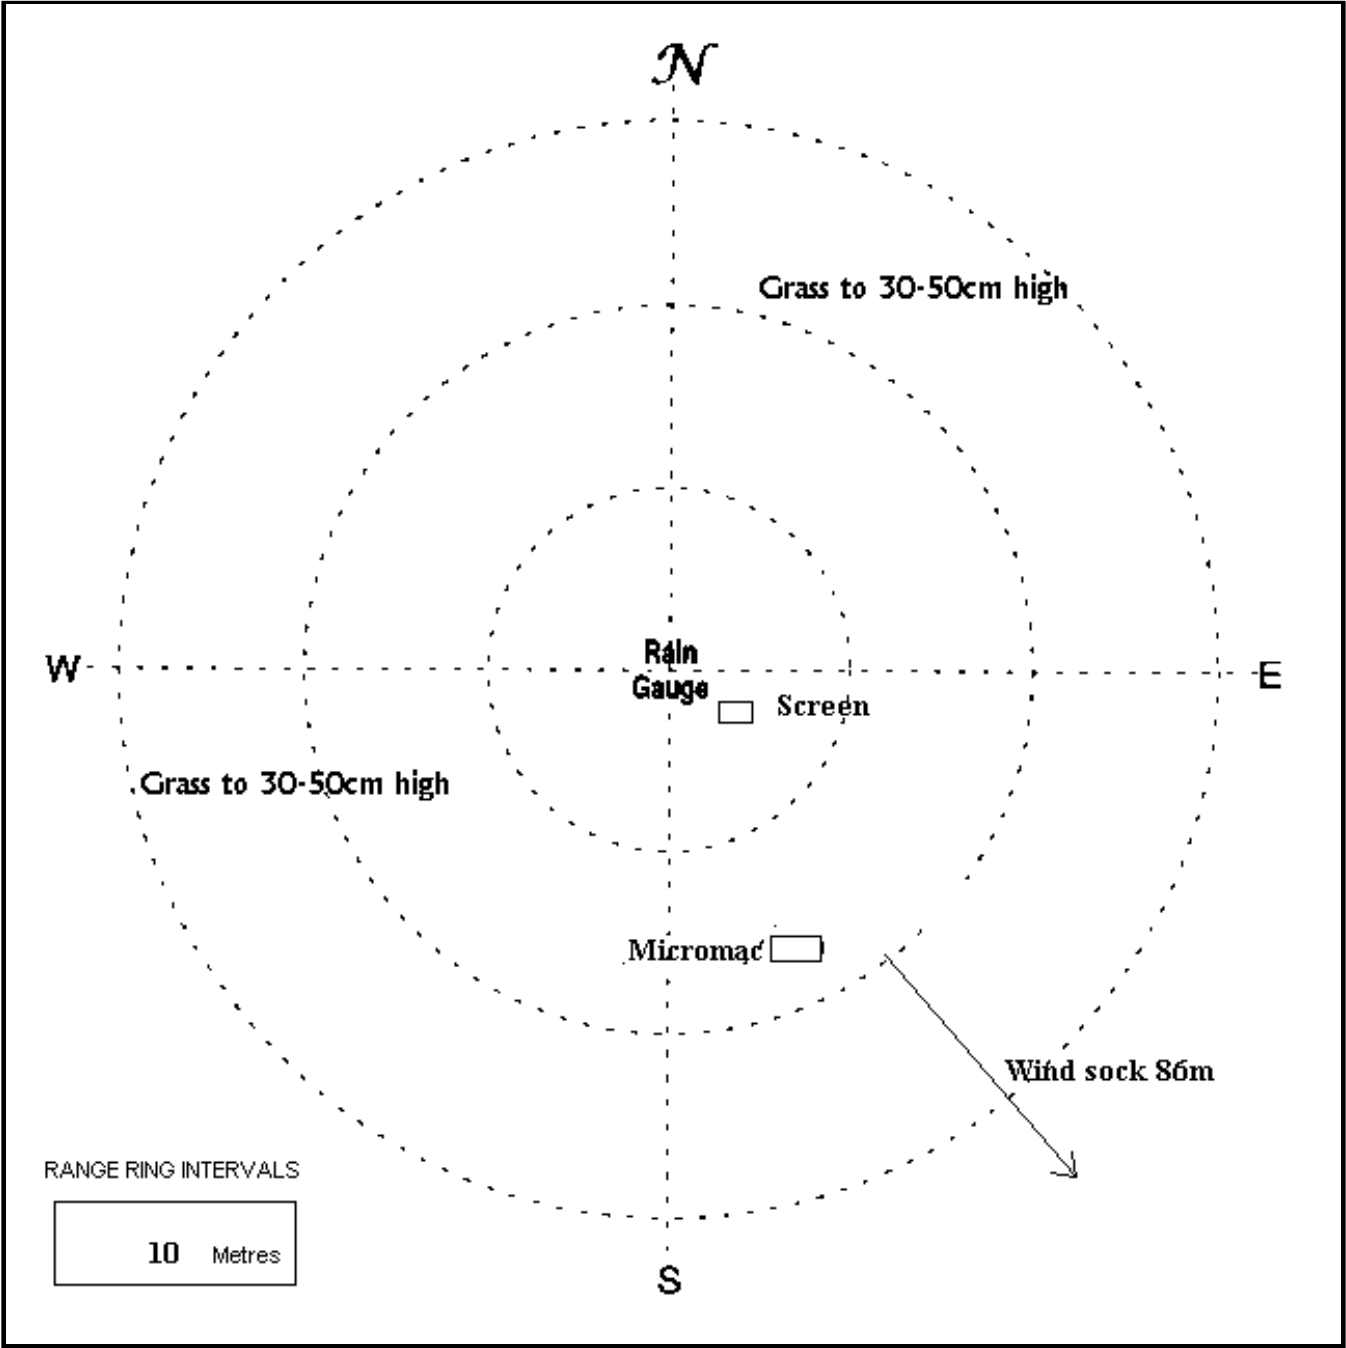 N
Grass to 30-50cm high
W
Rain
Gauge
E
Screen
Grass to 30-50cm high
Micromac
Wind sock 86m
RANGE RING INTERVALS
10 Metres
S